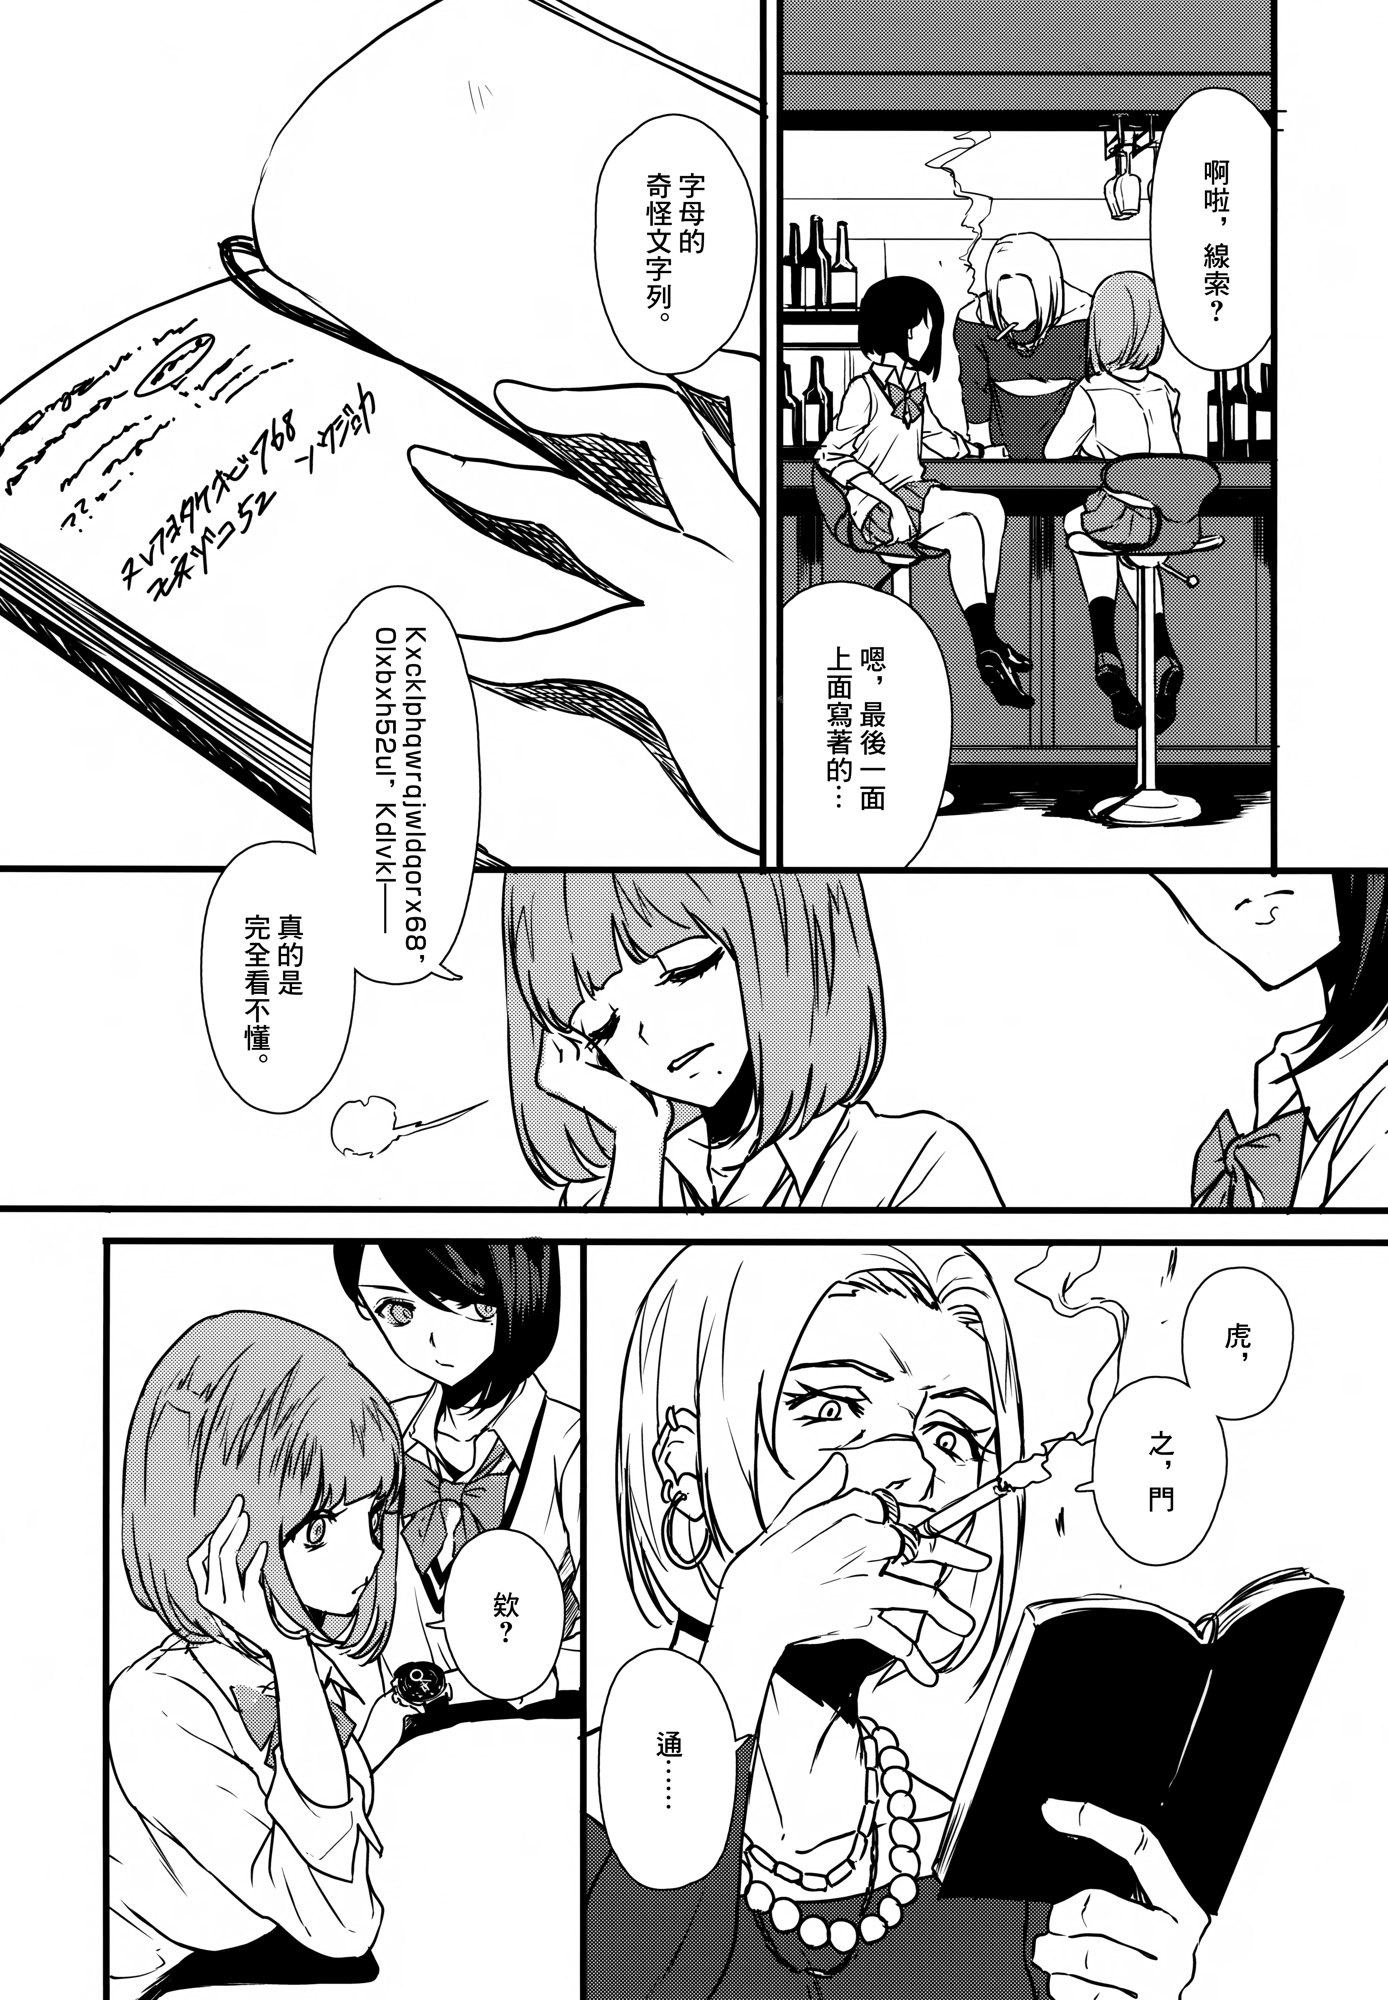 啊啦，線索？
嗯，最後一面
上面寫著的…
字母的
奇怪文字列。
Kxcklphqwrqjwldqorx68,
Olxbxh52ul, Kdlvkl——
真的是
完全看不懂。
虎，
之，門
通……
欸？